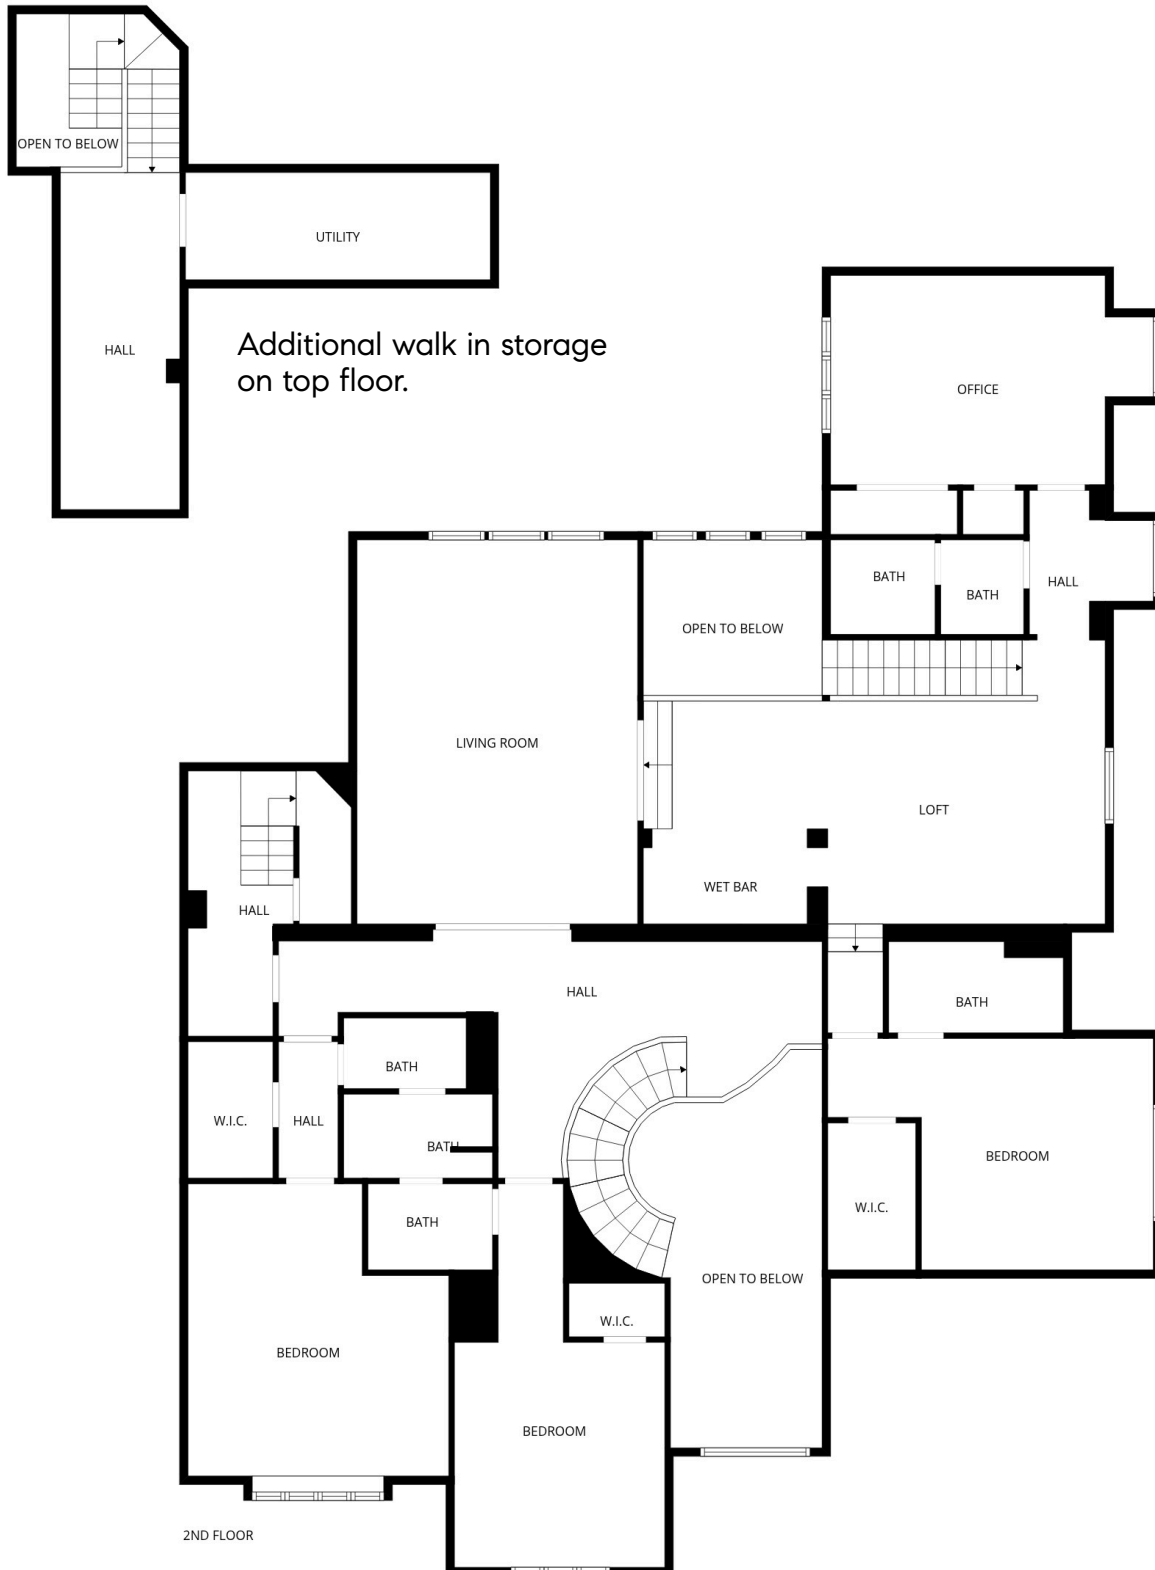 OPEN TO BELOW
UTILITY
HALL
Additional walk in storage
on top floor.
OFFICE
BATH
BATH
HALL
OPEN TO BELOW
LIVING ROOM
LOFT
WET BAR
HALL
HALL
BATH
BATH
W.I.C.
HALL
BATH
BEDROOM
W.I.C.
BATH
OPEN TO BELOW
W.I.C.
BEDROOM
BEDROOM
2ND FLOOR